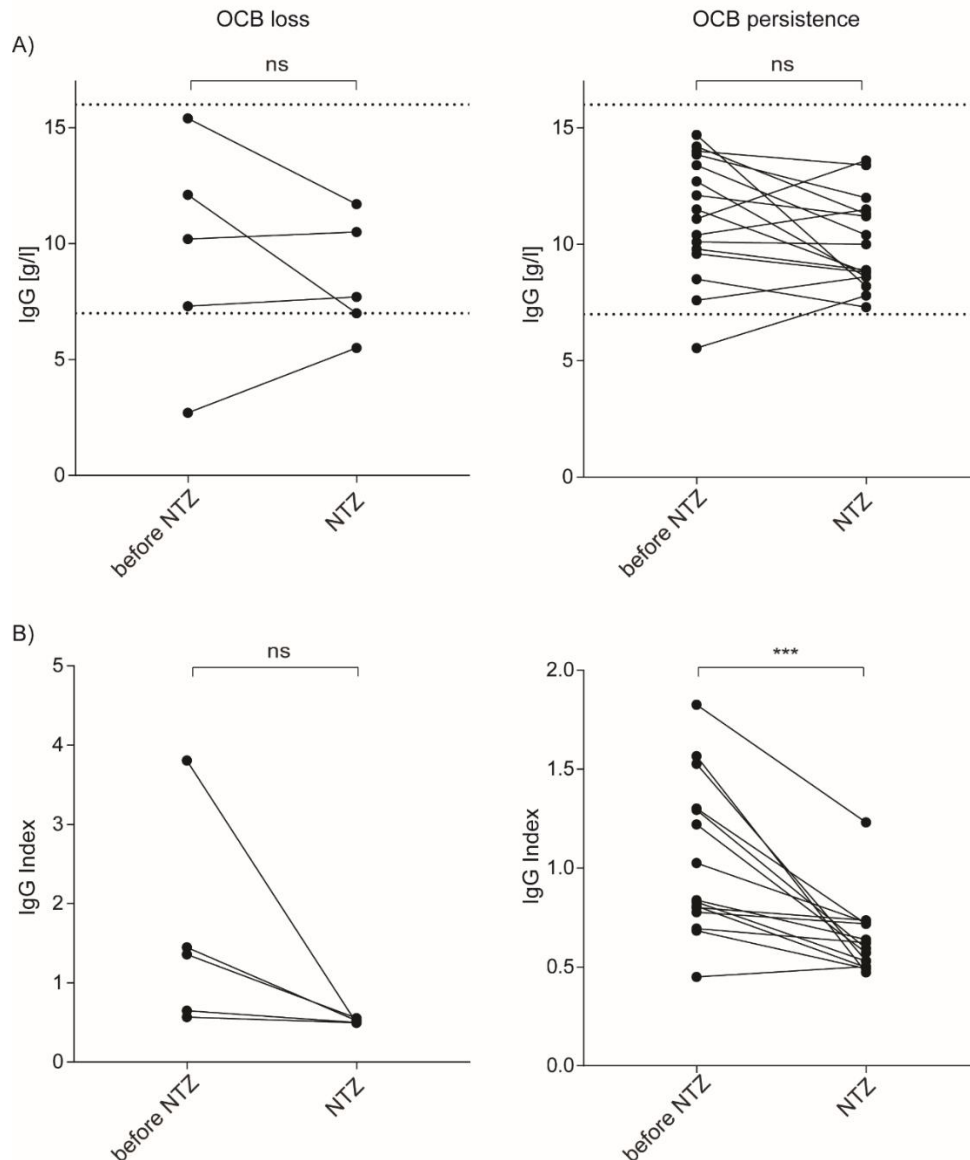 OCB loss
OCB persistence
A)
ns
ns
15
10
5
0
IgG [g/l]
before NTZ
NTZ
15
10
5
0
IgG [g/l]
before NTZ
NTZ
B)
ns
***
5
4
3
2
1
0
IgG Index
before NTZ
NTZ
2.0
1.5
1.0
0.5
0.0
IgG Index
before NTZ
NTZ